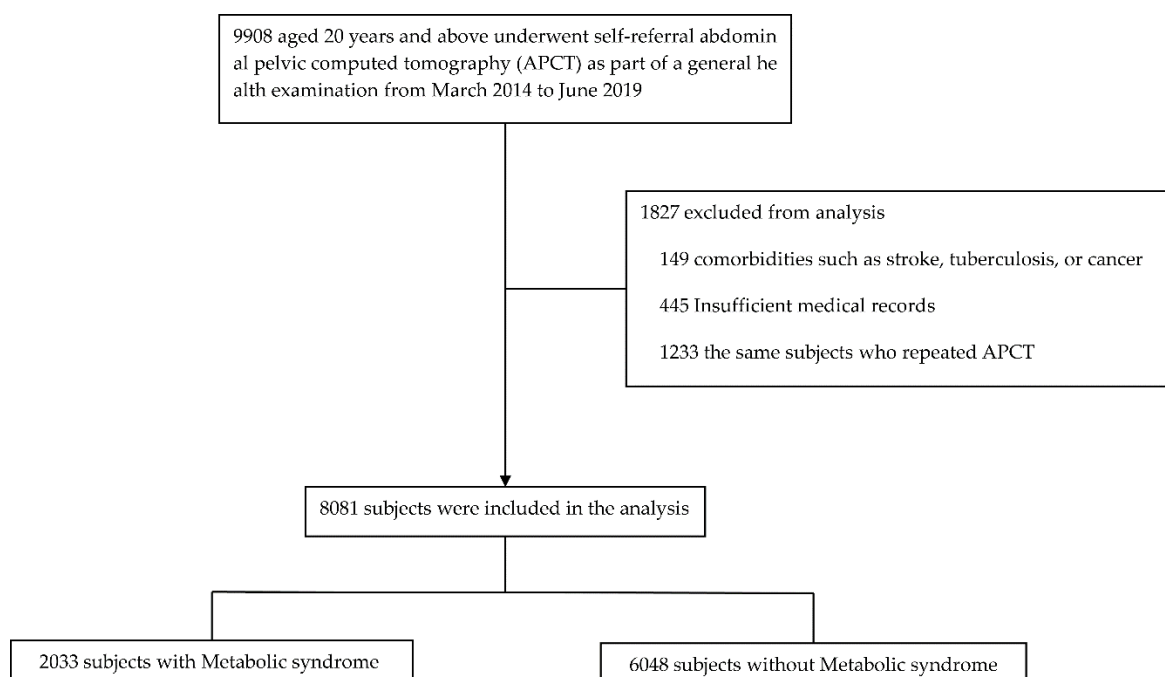 9908 aged 20 years and above underwent self-referral abdomin
al pelvic computed tomography (APCT) as part of a general he
alth examination from March 2014 to June 2019
1827 excluded from analysis
149 comorbidities such as stroke, tuberculosis, or cancer
445 Insufficient medical records
1233 the same subjects who repeated APCT
8081 subjects were included in the analysis
2033 subjects with Metabolic syndrome
6048 subjects without Metabolic syndrome